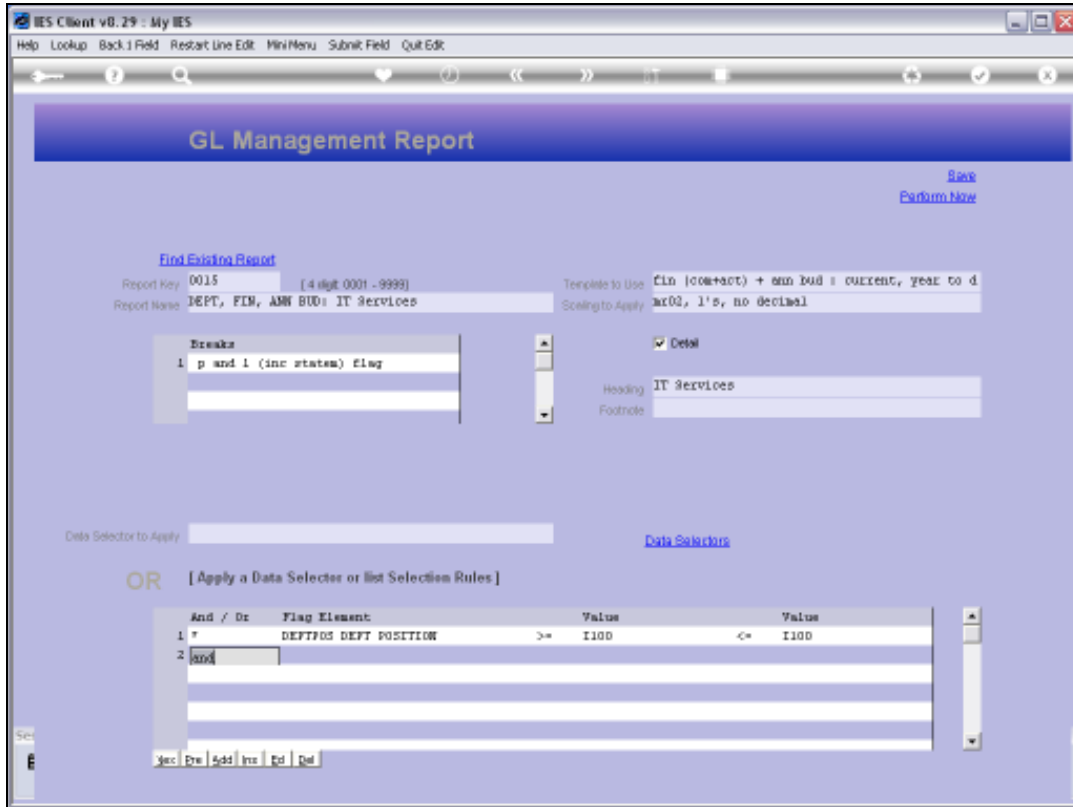 IES Client v8.29 : My IES
Help Lookup Back 1 Field Restart Line Edit MiniMenu Submit Field Quit Edit
GL Management Report
Save
Perform Now
Find Existing Report
Report Key 0015 [ 4 digit: 0001 - 9999] Template to Use fin (com+act) + ann bud : current, year to d
Report Name DEPT, FIN, ANN BUD: IT Services Scaling to Apply mr02, 1's, no decimal
Breaks Detail
1 p and l (inc statem) flag
Heading IT Services
Footnote
Data Selector to Apply Data Selectors
OR [ Apply a Data Selector or list Selection Rules ]
And / Or Flag Element Value Value
1 * DEPTPOS DEPT POSITION >= I100 <= I100
2 and
Nex Pre Add Ins Ed Del